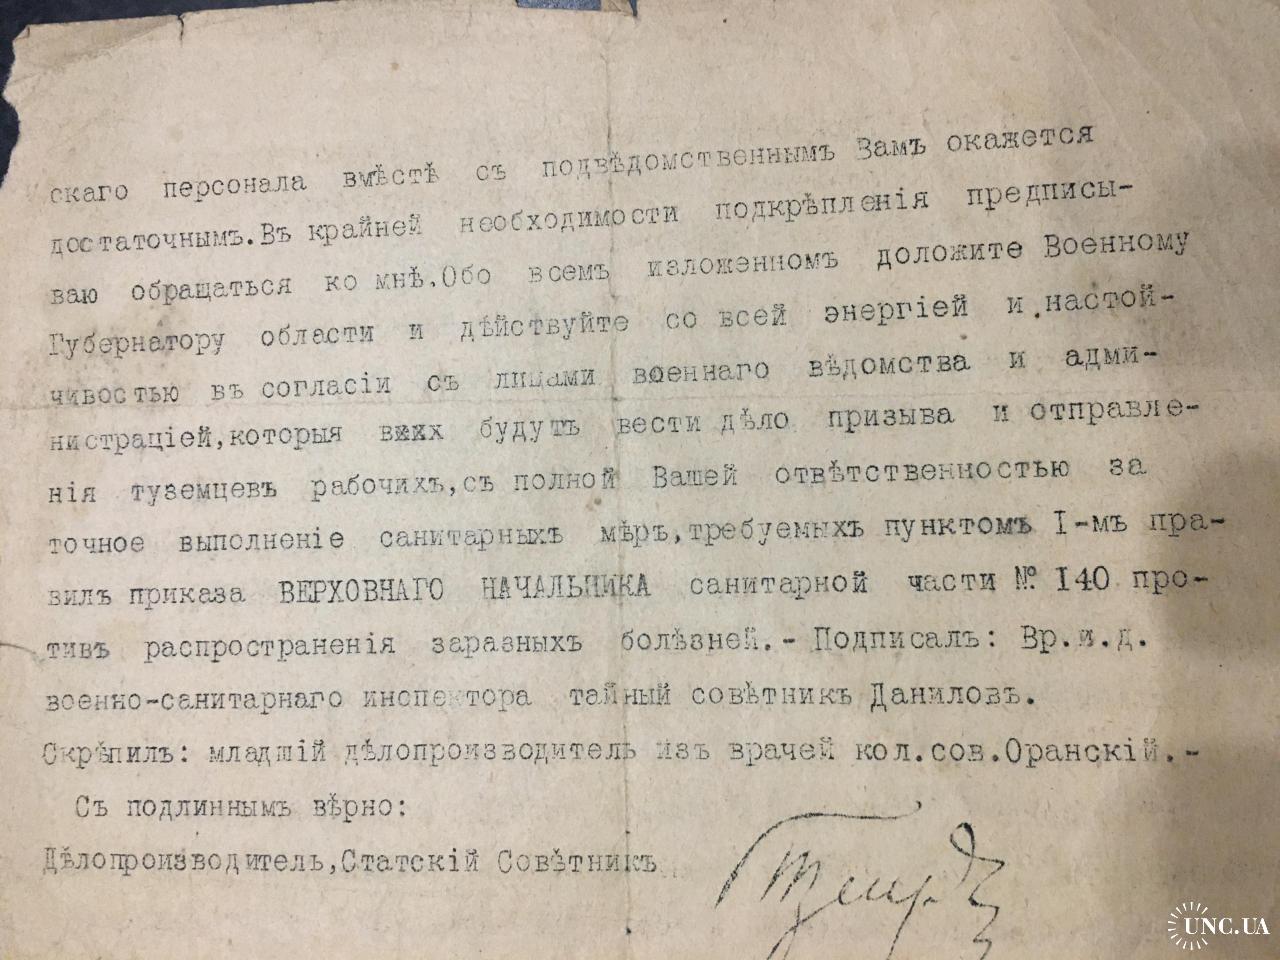 скаго персонала вмѣстѣ съ подвѣдомственнымъ Вамъ окажется
достаточнымъ.Въ крайней необходимости подкрѣпленія предписы-
ваю обращаться ко мнѣ.Обо всемъ изложенномъ доложите Военному
Губернатору области и дѣйствуйте со всей энергіей и настой-
чивостью въ согласіи съ лицами военнаго вѣдомства и адми-
нистраціей,которыя будутъ вести дѣло призыва и отправле-
нія туземцевъ рабочихъ,съ полной Вашей отвѣтственностью за
точное выполненіе санитарныхъ мѣръ,требуемыхъ пунктомъ I-мъ пра-
вилъ приказа ВЕРХОВНАГО НАЧАЛЬНИКА санитарной части № 140 про-
тивъ распространенія заразныхъ болѣзней.- Подписалъ: Вр.и.д.
военно-санитарнаго инспектора тайный совѣтникъ Даниловъ.
Скрѣпилъ: младшій дѣлопроизводитель изъ врачей кол.сов.Оранскій.-
Съ подлиннымъ вѣрно:
Дѣлопроизводитель,Статскій Совѣтникъ
UNC.UA